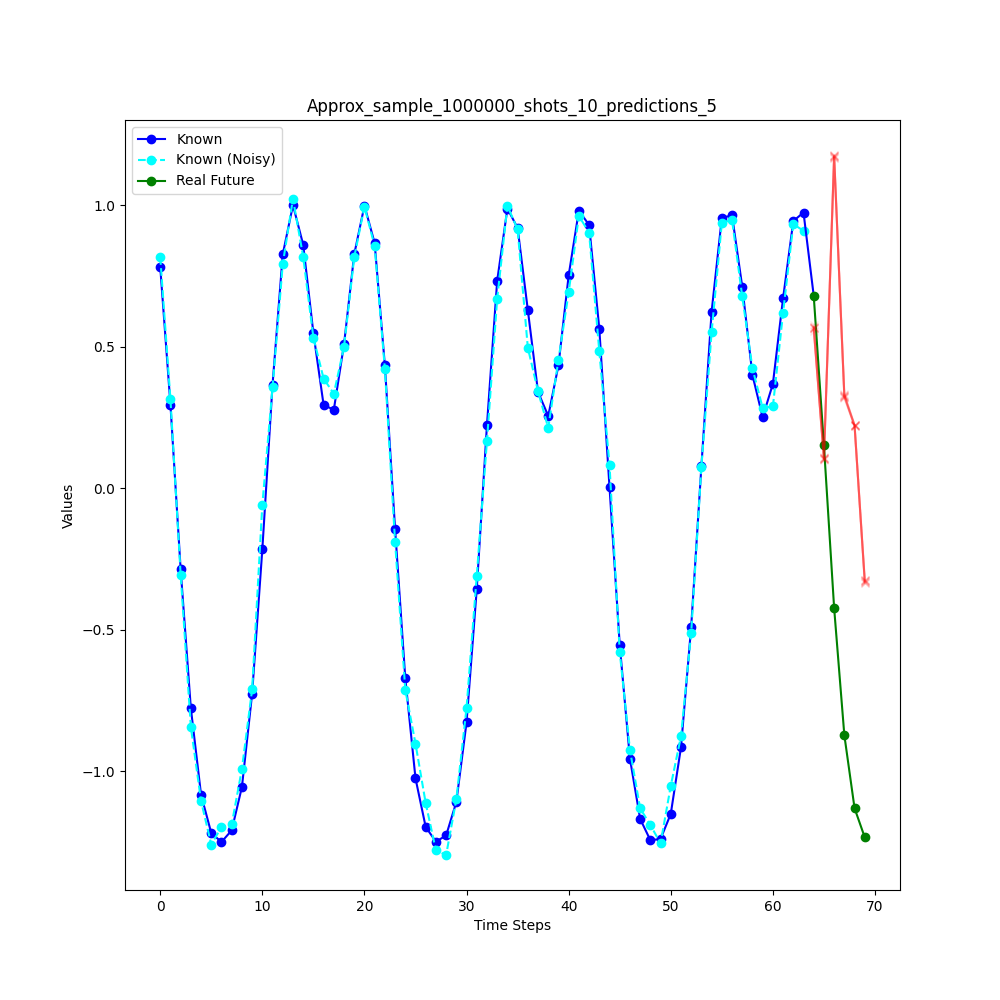 Approx_sample_1000000_shots_10_predictions_5
Known
Known (Noisy)
Real Future
1.0
0.5
0.0
−0.5
−1.0
Values
0 10 20 30 40 50 60 70
Time Steps